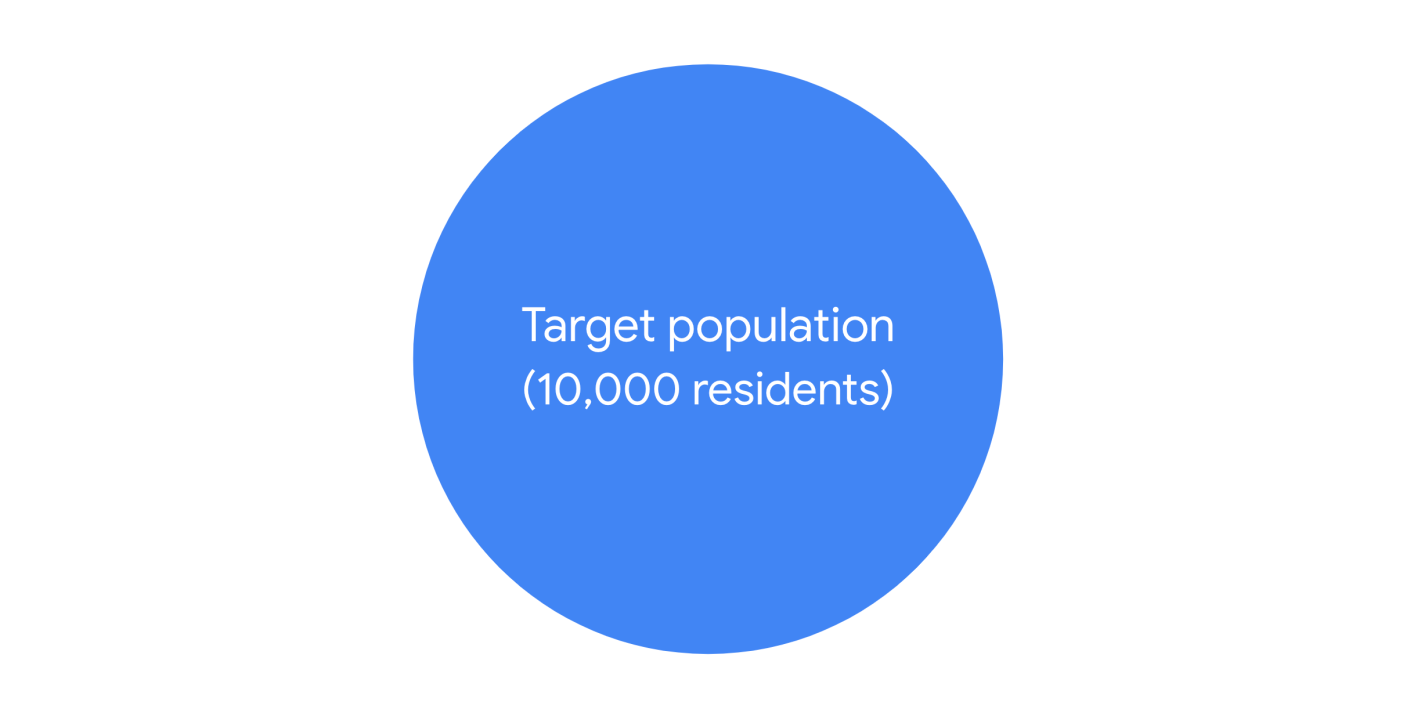 Target population
(10,000 residents)